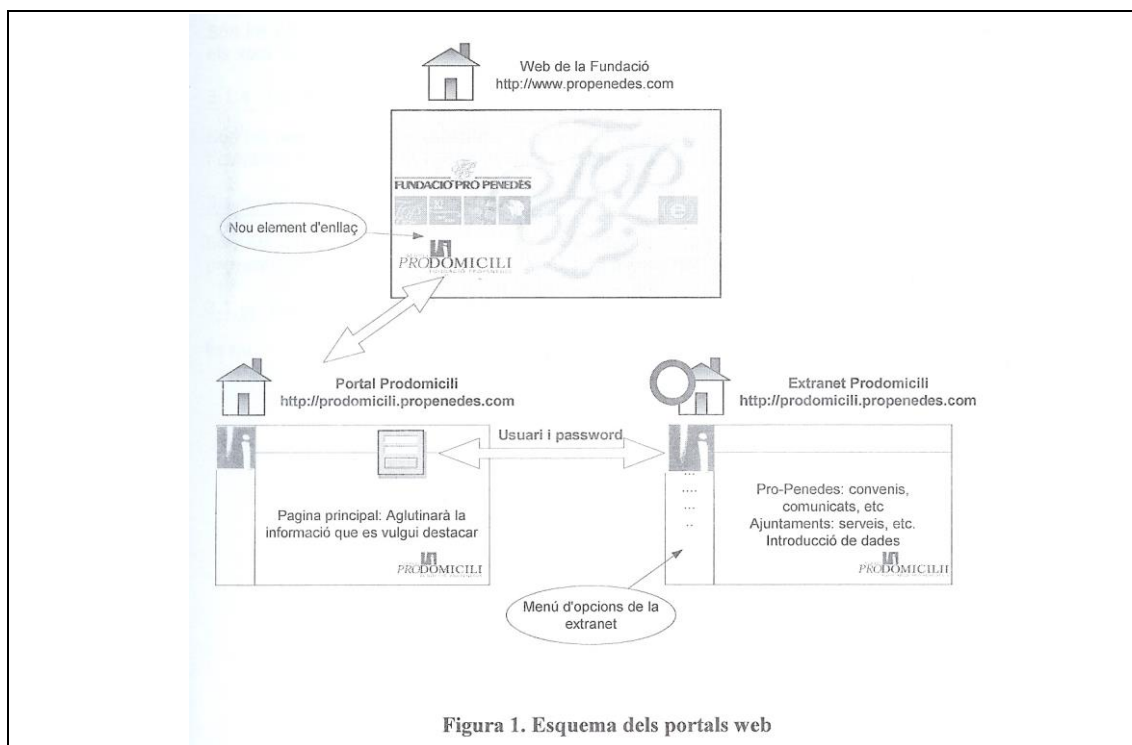 Web de la Fundació
http://www.propenedes.com
FUNDACIÓ PRO PENEDÈS
Nou element d'enllaç
PRODOMICILI
Portal Prodomicili
http://prodomicili.propenedes.com
Extranet Prodomicili
http://prodomicili.propenedes.com
Usuari i password
Pagina principal: Aglutinarà la
informació que es vulgui destacar
PRODOMICILI
...
....
...
..
Pro-Penedes: convenis,
comunicats, etc
Ajuntaments: serveis, etc.
Introducció de dades
PRODOMICILI
Menú d'opcions de la
extranet
Figura 1. Esquema dels portals web